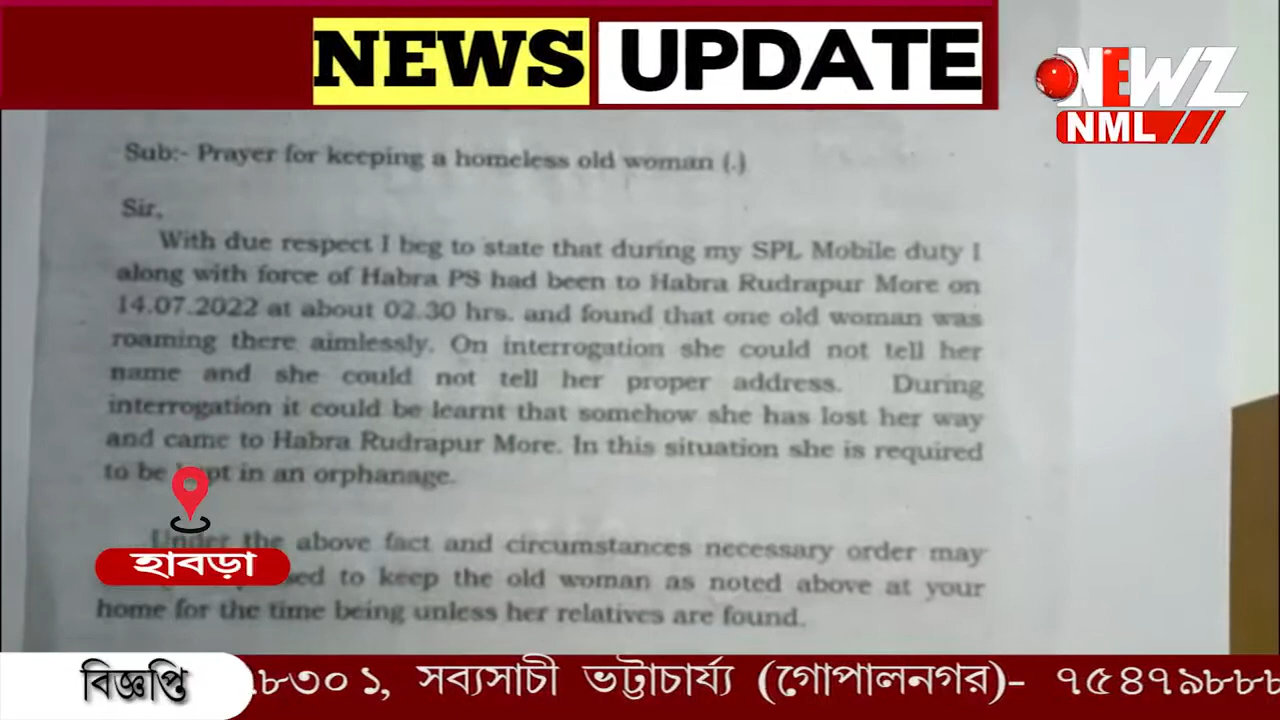 NEWS UPDATE
NEWZ
NML
Sub:- Prayer for keeping a homeless old woman (.)
Sir,
With due respect I beg to state that during my SPL Mobile duty I
along with force of Habra PS had been to Habra Rudrapur More on
14.07.2022 at about 02.30 hrs. and found that one old woman was
roaming there aimlessly. On interrogation she could not tell her
name and she could not tell her proper address. During
interrogation it could be learnt that somehow she has lost her way
and came to Habra Rudrapur More. In this situation she is required
to be kept in an orphanage.
Under the above fact and circumstances necessary order may
to keep the old woman as noted above at your
home for the time being unless her relatives are found.
হাবড়া
বিজ্ঞপ্তি
৮৩০১, সব্যসাচী ভট্টাচার্য্য (গোপালনগর)- ৭৫৪৭৯৮৮৮